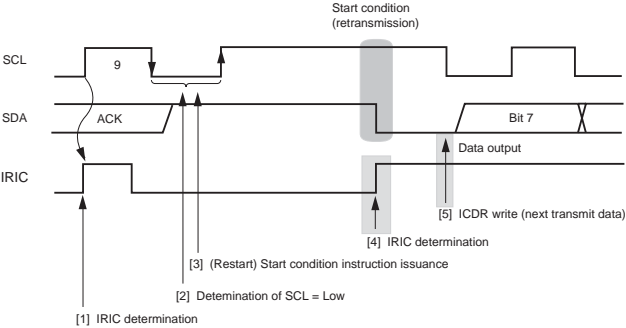 Start condition
(retransmission)
SCL
9
SDA
ACK
Bit 7
Data output
IRIC
[5] ICDR write (next transmit data)
[4] IRIC determination
[3] (Restart) Start condition instruction issuance
[2] Detemination of SCL = Low
[1] IRIC determination